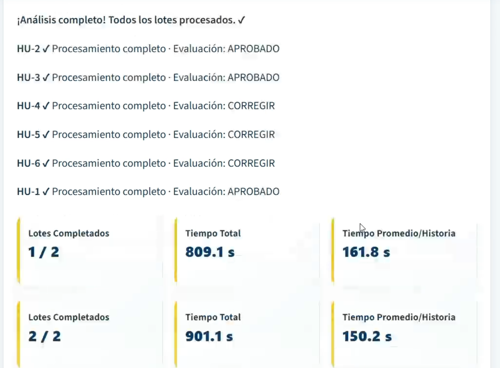 ¡Análisis completo! Todos los lotes procesados. ✓
HU-2 ✓ Procesamiento completo · Evaluación: APROBADO
HU-3 ✓ Procesamiento completo · Evaluación: APROBADO
HU-4 ✓ Procesamiento completo · Evaluación: CORREGIR
HU-5 ✓ Procesamiento completo · Evaluación: CORREGIR
HU-6 ✓ Procesamiento completo · Evaluación: CORREGIR
HU-1 ✓ Procesamiento completo · Evaluación: APROBADO
Lotes Completados
1 / 2
Tiempo Total
809.1 s
Tiempo Promedio/Historia
161.8 s
Lotes Completados
2 / 2
Tiempo Total
901.1 s
Tiempo Promedio/Historia
150.2 s